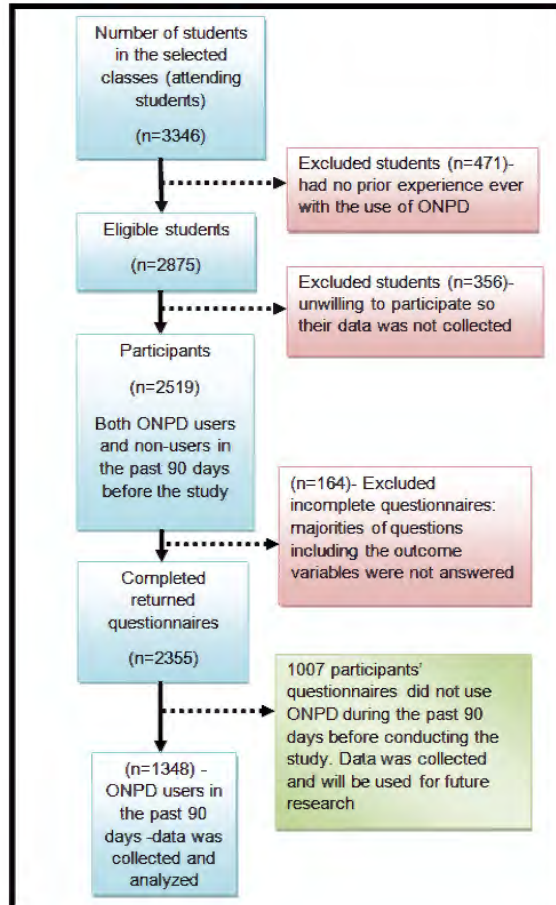 Number of students
in the selected
classes (attending
students)
(n=3346)
Excluded students (n=471)-
had no prior experience ever
with the use of ONPD
Eligible students
(n=2875)
Excluded students (n=356)-
unwilling to participate so
their data was not collected
Participants
(n=2519)
Both ONPD users
and non-users in
the past 90 days
before the study
(n=164)- Excluded
incomplete questionnaires:
majorities of questions
including the outcome
variables were not answered
Completed
returned
questionnaires
(n=2355)
1007 participants'
questionnaires did not use
ONPD during the past 90
days before conducting the
study. Data was collected
and will be used for future
research
(n=1348) -
ONPD users in
the past 90
days -data was
collected and
analyzed